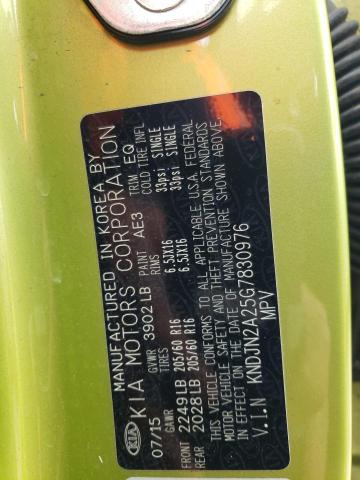 MANUFACTURED IN KOREA BY
KIA KIA MOTORS CORPORATION
07/15 GVWR 3902 LB PAINT AE3 TRIM EQ
GAWR TIRES RIMS COLD TIRE INFL
FRONT 2249 LB 205/60 R16 6.5JX16 33psi SINGLE
REAR 2028 LB 205/60 R16 6.5JX16 33psi SINGLE
THIS VEHICLE CONFORMS TO ALL APPLICABLE U.S.A. FEDERAL
MOTOR VEHICLE SAFETY AND THEFT PREVENTION STANDARDS
IN EFFECT ON THE DATE OF MANUFACTURE SHOWN ABOVE.
V.I.N KNDJN2A25G7830976
MPV